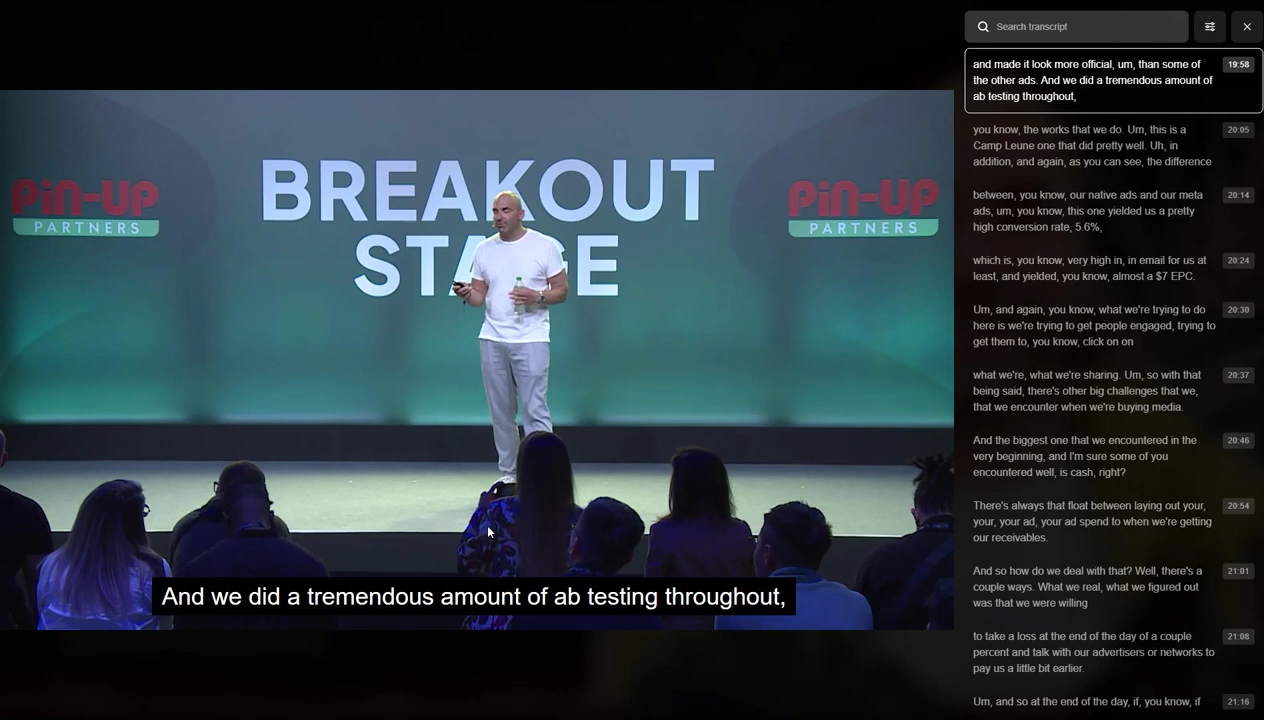 BREAKOUT
STAGE
PiN-UP
PARTNERS
PiN-UP
PARTNERS
And we did a tremendous amount of ab testing throughout,
Search transcript
and made it look more official, um, than some of
the other ads. And we did a tremendous amount of
ab testing throughout,
19:58
you know, the works that we do. Um, this is a
Camp Leune one that did pretty well. Uh, in
addition, and again, as you can see, the difference
20:05
between, you know, our native ads and our meta
ads, um, you know, this one yielded us a pretty
high conversion rate, 5.6%,
20:14
which is, you know, very high in, in email for us at
least, and yielded, you know, almost a $7 EPC.
20:24
Um, and again, you know, what we're trying to do
here is we're trying to get people engaged, trying to
get them to, you know, click on on
20:30
what we're, what we're sharing. Um, so with that
being said, there's other big challenges that we,
that we encounter when we're buying media.
20:37
And the biggest one that we encountered in the
very beginning, and I'm sure some of you
encountered well, is cash, right?
20:46
There's always that float between laying out your,
your, your ad, your ad spend to when we're getting
our receivables.
20:54
And so how do we deal with that? Well, there's a
couple ways. What we real, what we figured out
was that we were willing
21:01
to take a loss at the end of the day of a couple
percent and talk with our advertisers or networks to
pay us a little bit earlier.
21:08
Um, and so at the end of the day, if, you know, if
21:16